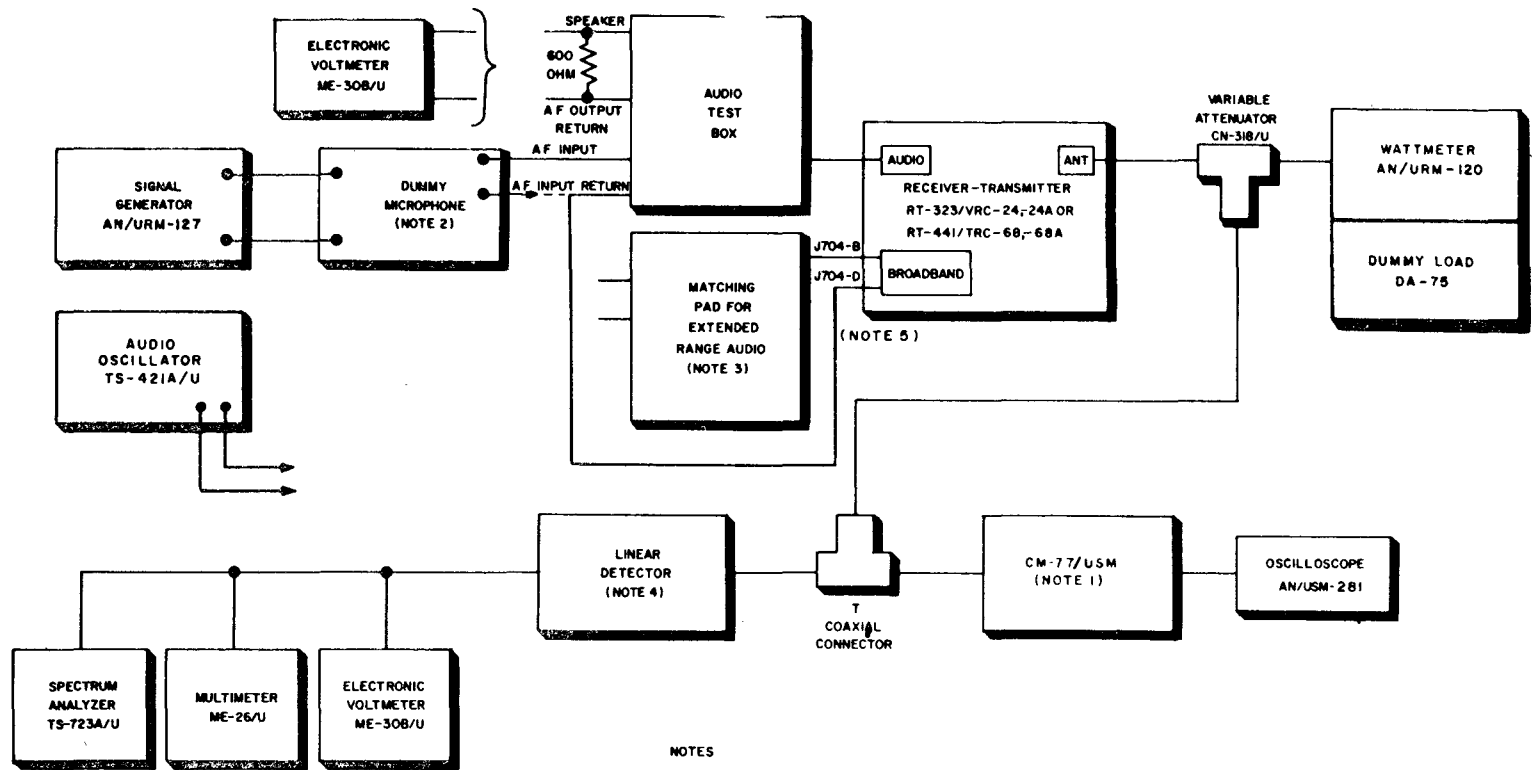 ELECTRONIC
VOLTMETER
ME-30B/U
SPEAKER
600
OHM
AF OUTPUT
RETURN
AF INPUT
AF INPUT RETURN
AUDIO
TEST
BOX
SIGNAL
GENERATOR
AN/URM-127
DUMMY
MICROPHONE
(NOTE 2)
AUDIO
ANT
RECEIVER-TRANSMITTER
RT-323/VRC-24,-24A OR
RT-441/TRC-68,-68A
BROADBAND
J704-B
J704-D
(NOTE 5)
VARIABLE
ATTENUATOR
CN-318/U
WATTMETER
AN/URM-120
DUMMY LOAD
DA-75
MATCHING
PAD FOR
EXTENDED
RANGE AUDIO
(NOTE 3)
AUDIO
OSCILLATOR
TS-421A/U
LINEAR
DETECTOR
(NOTE 4)
T
COAXIAL
CONNECTOR
CM-77/USM
(NOTE 1)
OSCILLOSCOPE
AN/USM-281
SPECTRUM
ANALYZER
TS-723A/U
MULTIMETER
ME-26/U
ELECTRONIC
VOLTMETER
ME-30B/U
NOTES